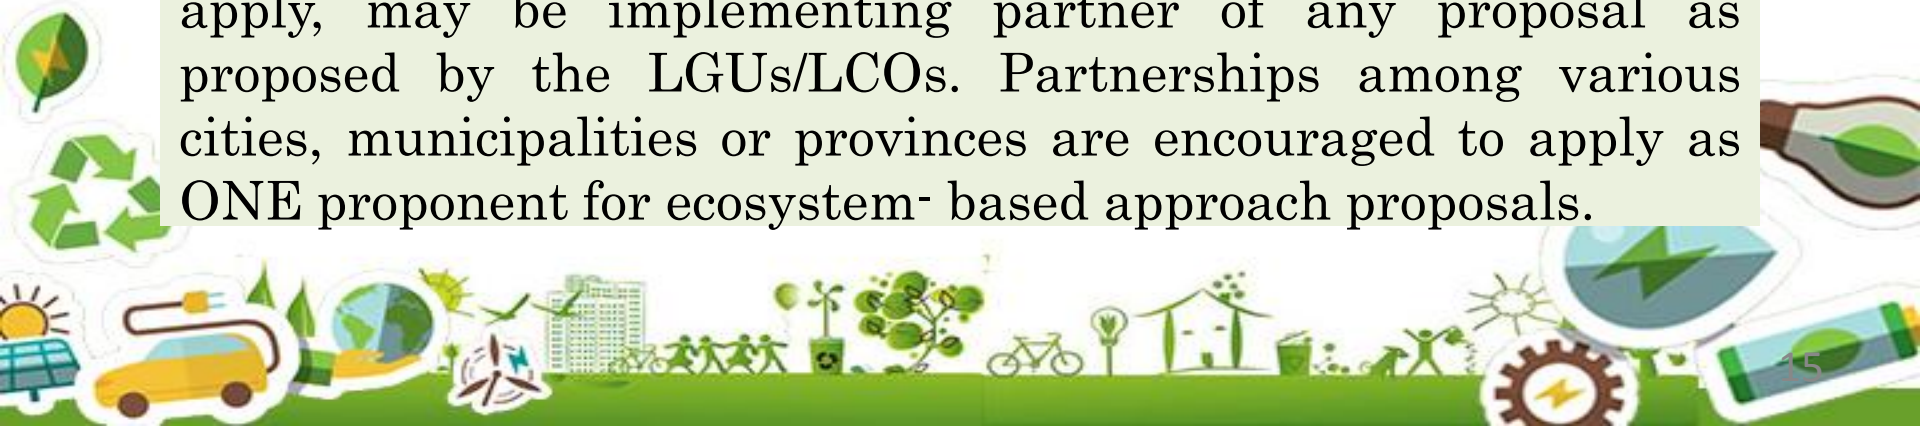 apply, may be implementing partner of any proposal as
proposed by the LGUs/LCOs. Partnerships among various
cities, municipalities or provinces are encouraged to apply as
ONE proponent for ecosystem- based approach proposals.
15